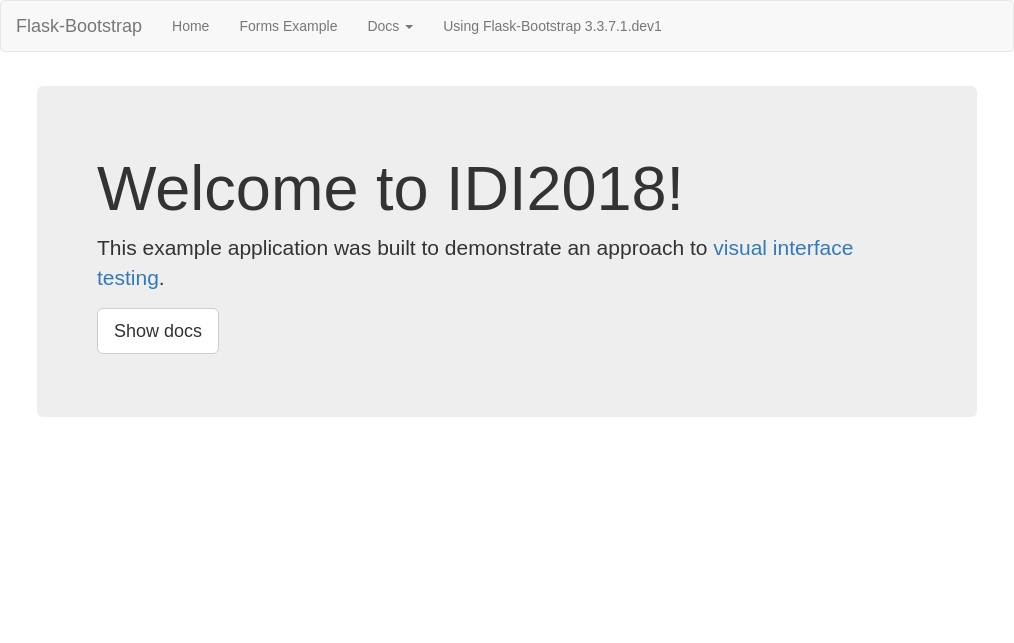 Flask-Bootstrap Home Forms Example Docs Using Flask-Bootstrap 3.3.7.1.dev1
Welcome to IDI2018!
This example application was built to demonstrate an approach to visual interface
testing.
Show docs